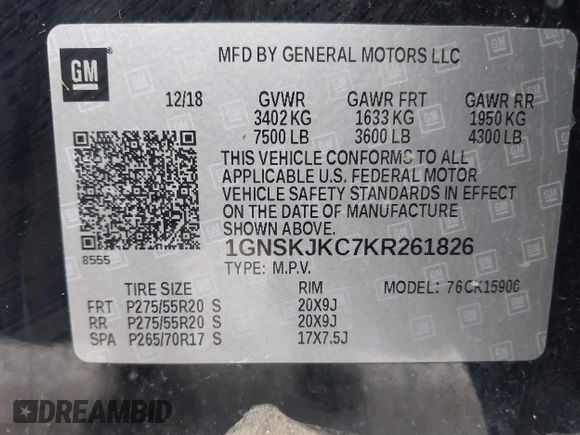 GM
MFD BY GENERAL MOTORS LLC
12/18 GVWR GAWR FRT GAWR RR
3402 KG 1633 KG 1950 KG
7500 LB 3600 LB 4300 LB
THIS VEHICLE CONFORMS TO ALL
APPLICABLE U.S. FEDERAL MOTOR
VEHICLE SAFETY STANDARDS IN EFFECT
ON THE DATE OF MANUFACTURE
SHOWN ABOVE.
8555
1GNSKJKC7KR261826
TYPE: M.P.V.
TIRE SIZE RIM MODEL: 76CK15906
FRT P275/55R20 S 20X9J
RR P275/55R20 S 20X9J
SPA P265/70R17 S 17X7.5J
DREAMBID